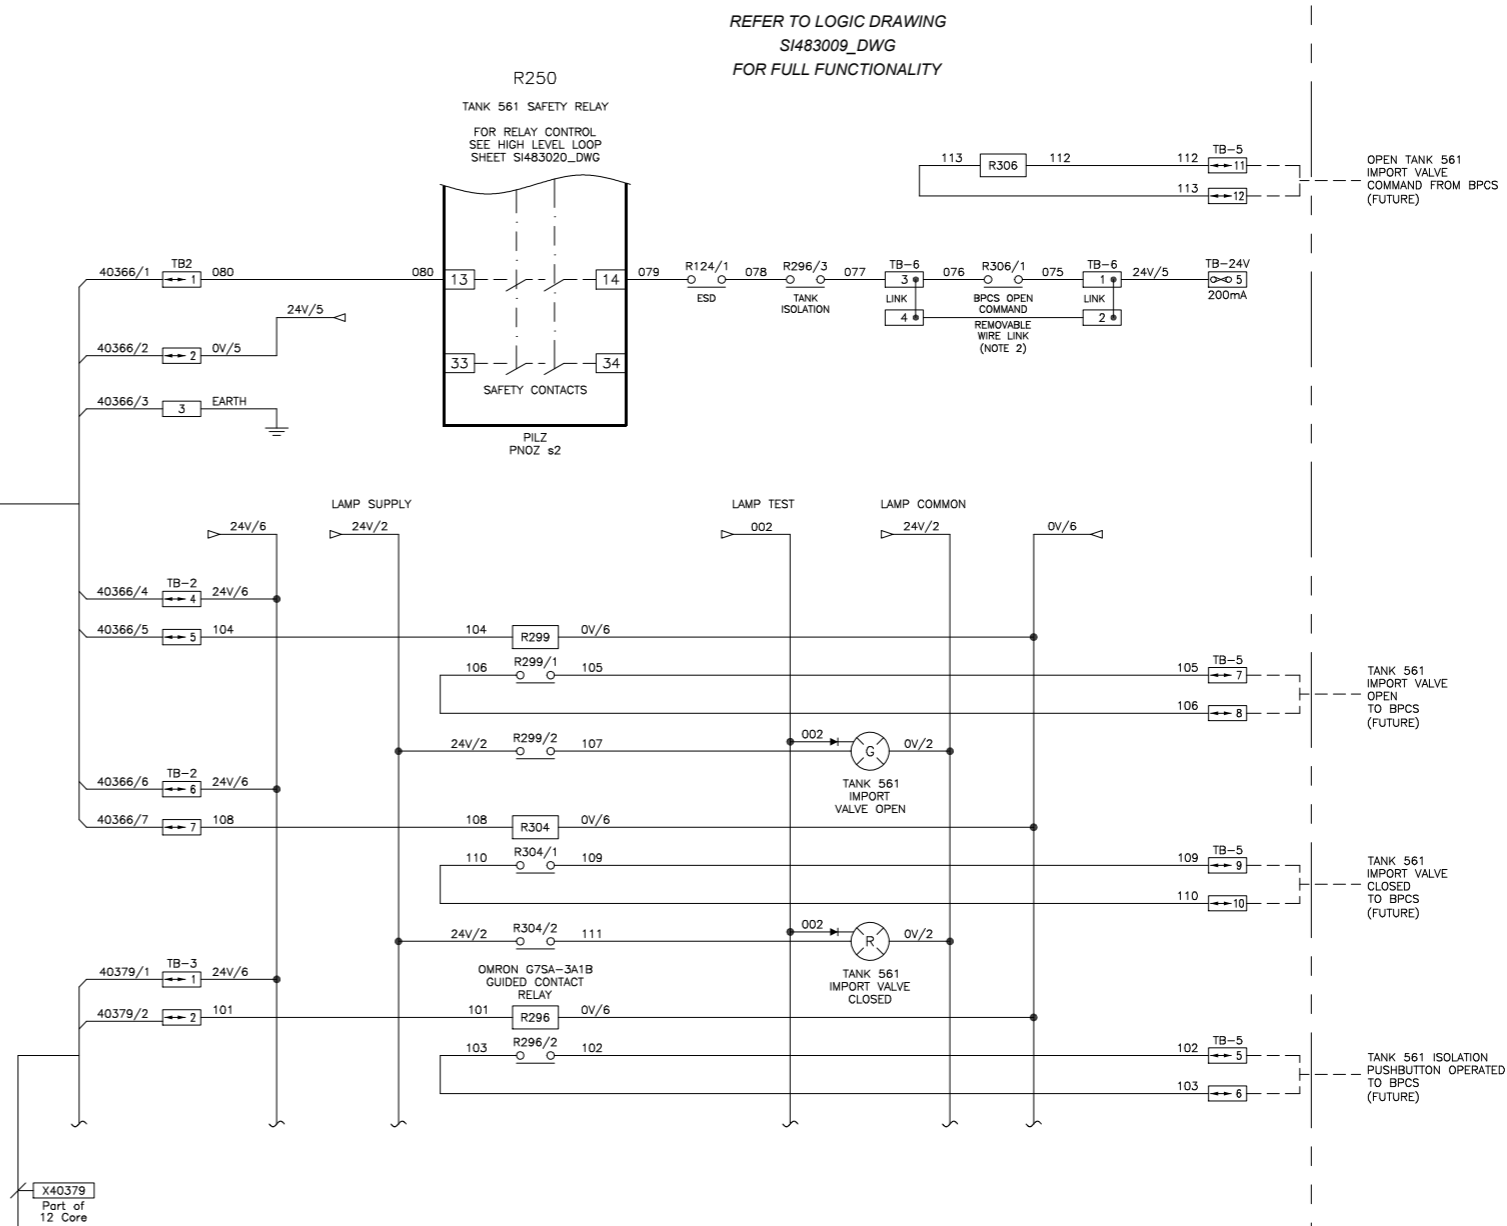 REFER TO LOGIC DRAWING
SI483009_DWG
FOR FULL FUNCTIONALITY
R250
TANK 561 SAFETY RELAY
FOR RELAY CONTROL
SEE HIGH LEVEL LOOP
SHEET SI483020_DWG
113 R306 112 112 TB-5 11
113 12
OPEN TANK 561
IMPORT VALVE
COMMAND FROM BPCS
(FUTURE)
40366/1 TB2 1 080 080 13 14 079 R124/1 078 R296/3 077 TB-6 3 076 R306/1 075 TB-6 1 24V/5 TB-24V 5
ESD
TANK
ISOLATION
LINK
BPCS OPEN
COMMAND
LINK
200mA
4 2
REMOVABLE
WIRE LINK
(NOTE 2)
24V/5
40366/2 2 0V/5
33 34
SAFETY CONTACTS
40366/3 3 EARTH
PILZ
PNOZ s2
LAMP SUPPLY LAMP TEST LAMP COMMON
24V/6 24V/2 002 24V/2 0V/6
40366/4 TB-2 4 24V/6
40366/5 5 104 104 R299 0V/6
106 R299/1 105 105 TB-5 7
106 8
TANK 561
IMPORT VALVE
OPEN
TO BPCS
(FUTURE)
24V/2 R299/2 107 002 G 0V/2
TANK 561
IMPORT
VALVE OPEN
40366/6 TB-2 6 24V/6
40366/7 7 108 108 R304 0V/6
110 R304/1 109 109 TB-5 9
110 10
TANK 561
IMPORT VALVE
CLOSED
TO BPCS
(FUTURE)
24V/2 R304/2 111 002 R 0V/2
TANK 561
IMPORT VALVE
CLOSED
40379/1 TB-3 1 24V/6
OMRON G7SA-3A1B
GUIDED CONTACT
RELAY
40379/2 2 101 101 R296 0V/6
103 R296/2 102 102 TB-5 5
103 6
TANK 561 ISOLATION
PUSHBUTTON OPERATED
TO BPCS
(FUTURE)
X40379
Part of
12 Core